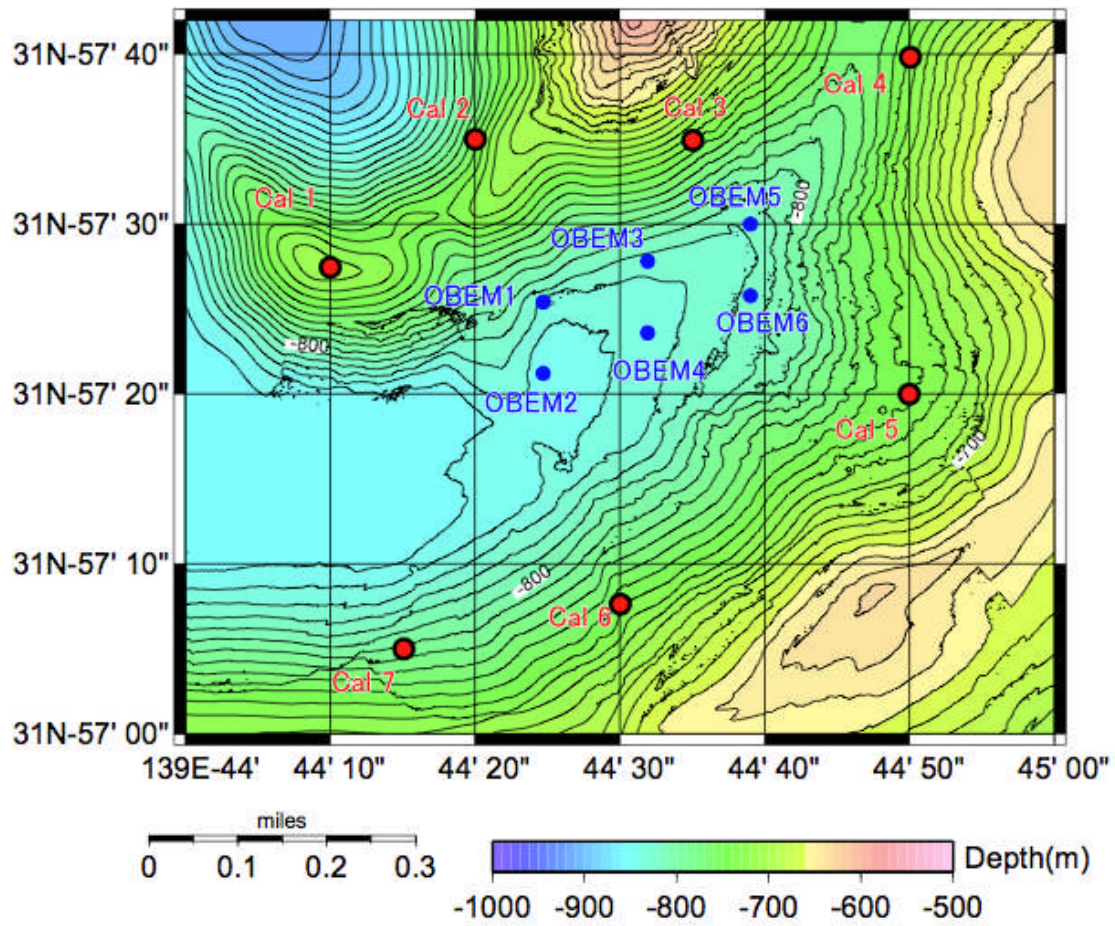 31N-57' 40"
Cal 4
Cal 2
Cal 3
Cal 1
31N-57' 30"
OBEM5
-800
OBEM3
OBEM1
OBEM6
-800
OBEM4
31N-57' 20"
OBEM2
Cal 5
-700
31N-57' 10"
-800
Cal 6
Cal 7
31N-57' 00"
139E-44' 44' 10" 44' 20" 44' 30" 44' 40" 44' 50" 45' 00"
miles
0 0.1 0.2 0.3
Depth(m)
-1000 -900 -800 -700 -600 -500